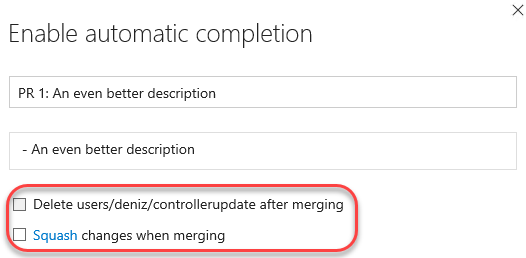 Enable automatic completion
PR 1: An even better description
- An even better description
Delete users/deniz/controllerupdate after merging
Squash changes when merging